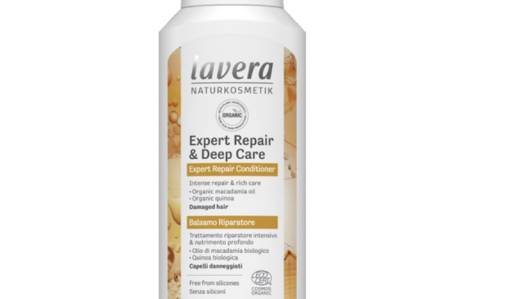 lavera
NATURKOSMETIK
ORGANIC
Expert Repair
& Deep Care
Expert Repair Conditioner
Intense repair & rich care
• Organic macadamia oil
• Organic quinoa
Damaged hair
Balsamo Riparatore
Trattamento riparatore intensivo
& nutrimento profondo
• Olio di macadamia biologico
• Quinoa biologica
Capelli danneggiati
Free from silicones
Senza siliconi
COSMOS
ORGANIC